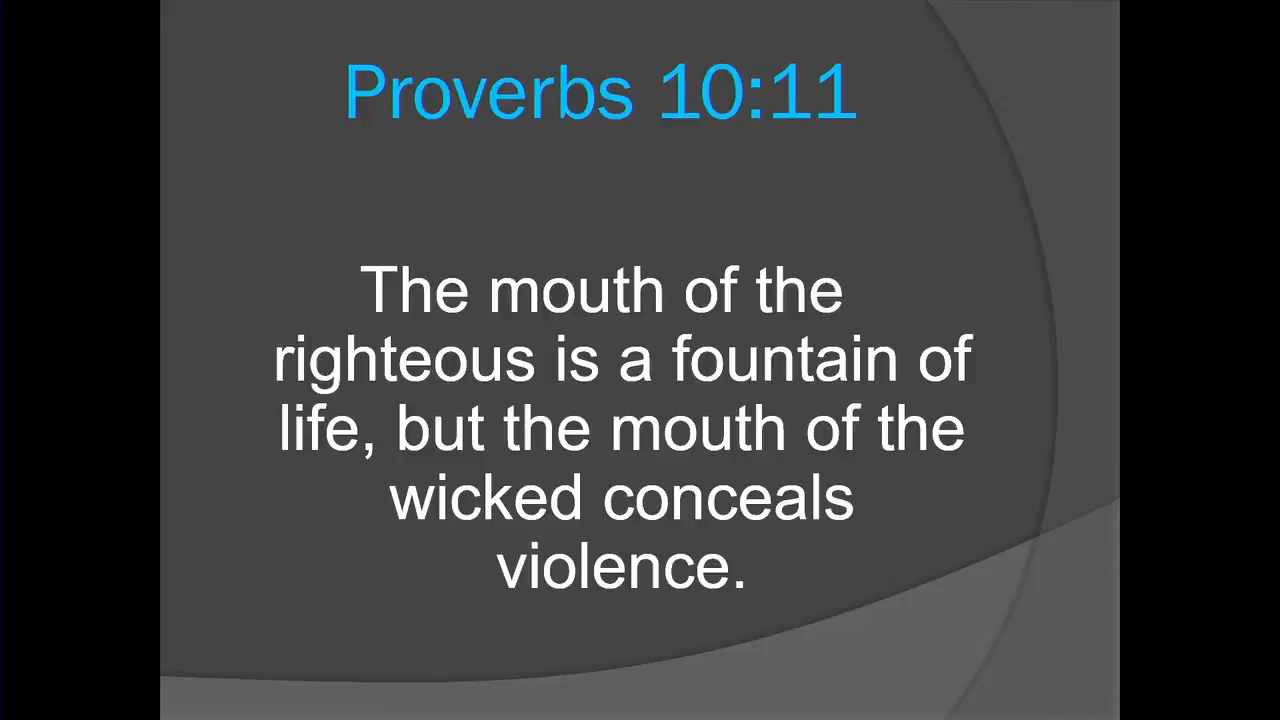 Proverbs 10:11
The mouth of the
righteous is a fountain of
life, but the mouth of the
wicked conceals
violence.